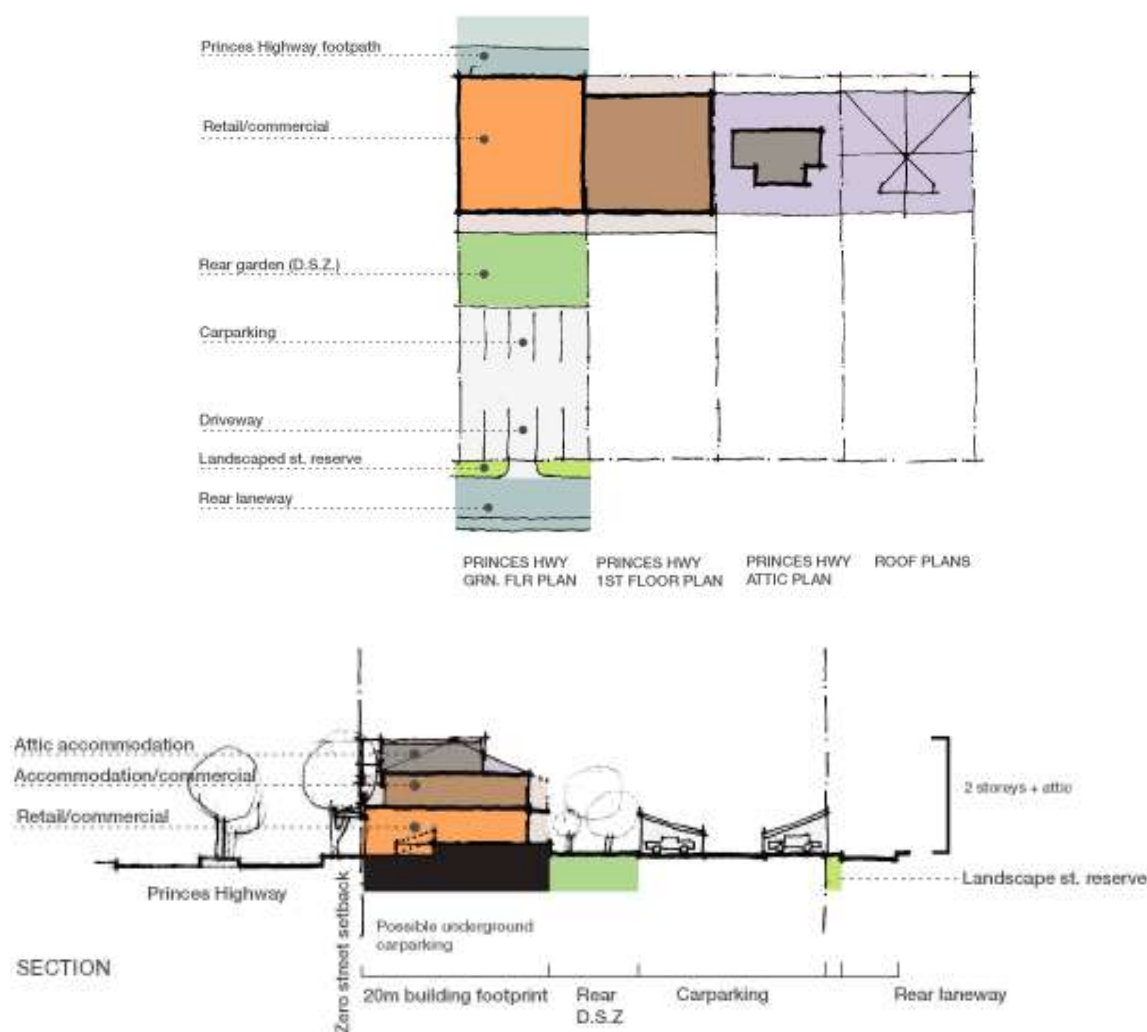 Princes Highway footpath
Retail/commercial
Rear garden (D.S.Z.)
Carparking
Driveway
Landscaped st. reserve
Rear laneway
PRINCES HWY
GRN. FLR PLAN
PRINCES HWY
1ST FLOOR PLAN
PRINCES HWY
ATTIC PLAN
ROOF PLANS
Attic accommodation
Accommodation/commercial
Retail/commercial
2 storeys + attic
Princes Highway
Landscape st. reserve
Zero street setback
Possible underground
carparking
SECTION
20m building footprint
Rear
D.S.Z
Carparking
Rear laneway